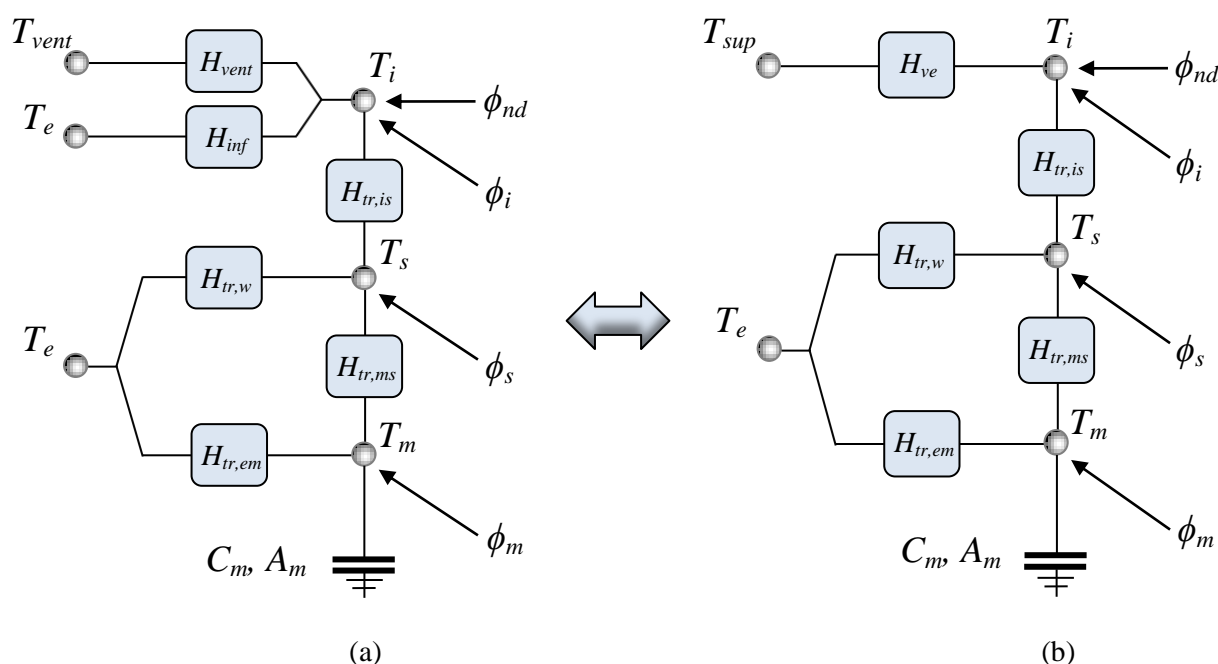 T_vent
H_vent
T_i
ϕ_nd
T_e
H_inf
ϕ_i
H_tr,is
T_s
H_tr,w
T_e
ϕ_s
H_tr,ms
T_m
H_tr,em
ϕ_m
C_m, A_m
(a)
T_sup
H_ve
T_i
ϕ_nd
H_tr,is
ϕ_i
T_s
H_tr,w
T_e
H_tr,ms
ϕ_s
T_m
H_tr,em
ϕ_m
C_m, A_m
(b)